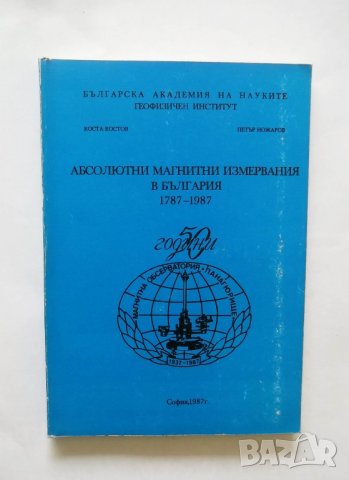 БЪЛГАРСКА АКАДЕМИЯ НА НАУКИТЕ
ГЕОФИЗИЧЕН ИНСТИТУТ
КОСТА КОСТОВ ПЕТЪР НОЖАРОВ
АБСОЛЮТНИ МАГНИТНИ ИЗМЕРВАНИЯ
В БЪЛГАРИЯ
1787-1987
50
години
МАГНИТНА ОБСЕРВАТОРИЯ-ПАНАГЮРИЩЕ
1937-1987
София,1987г.
BAZAR